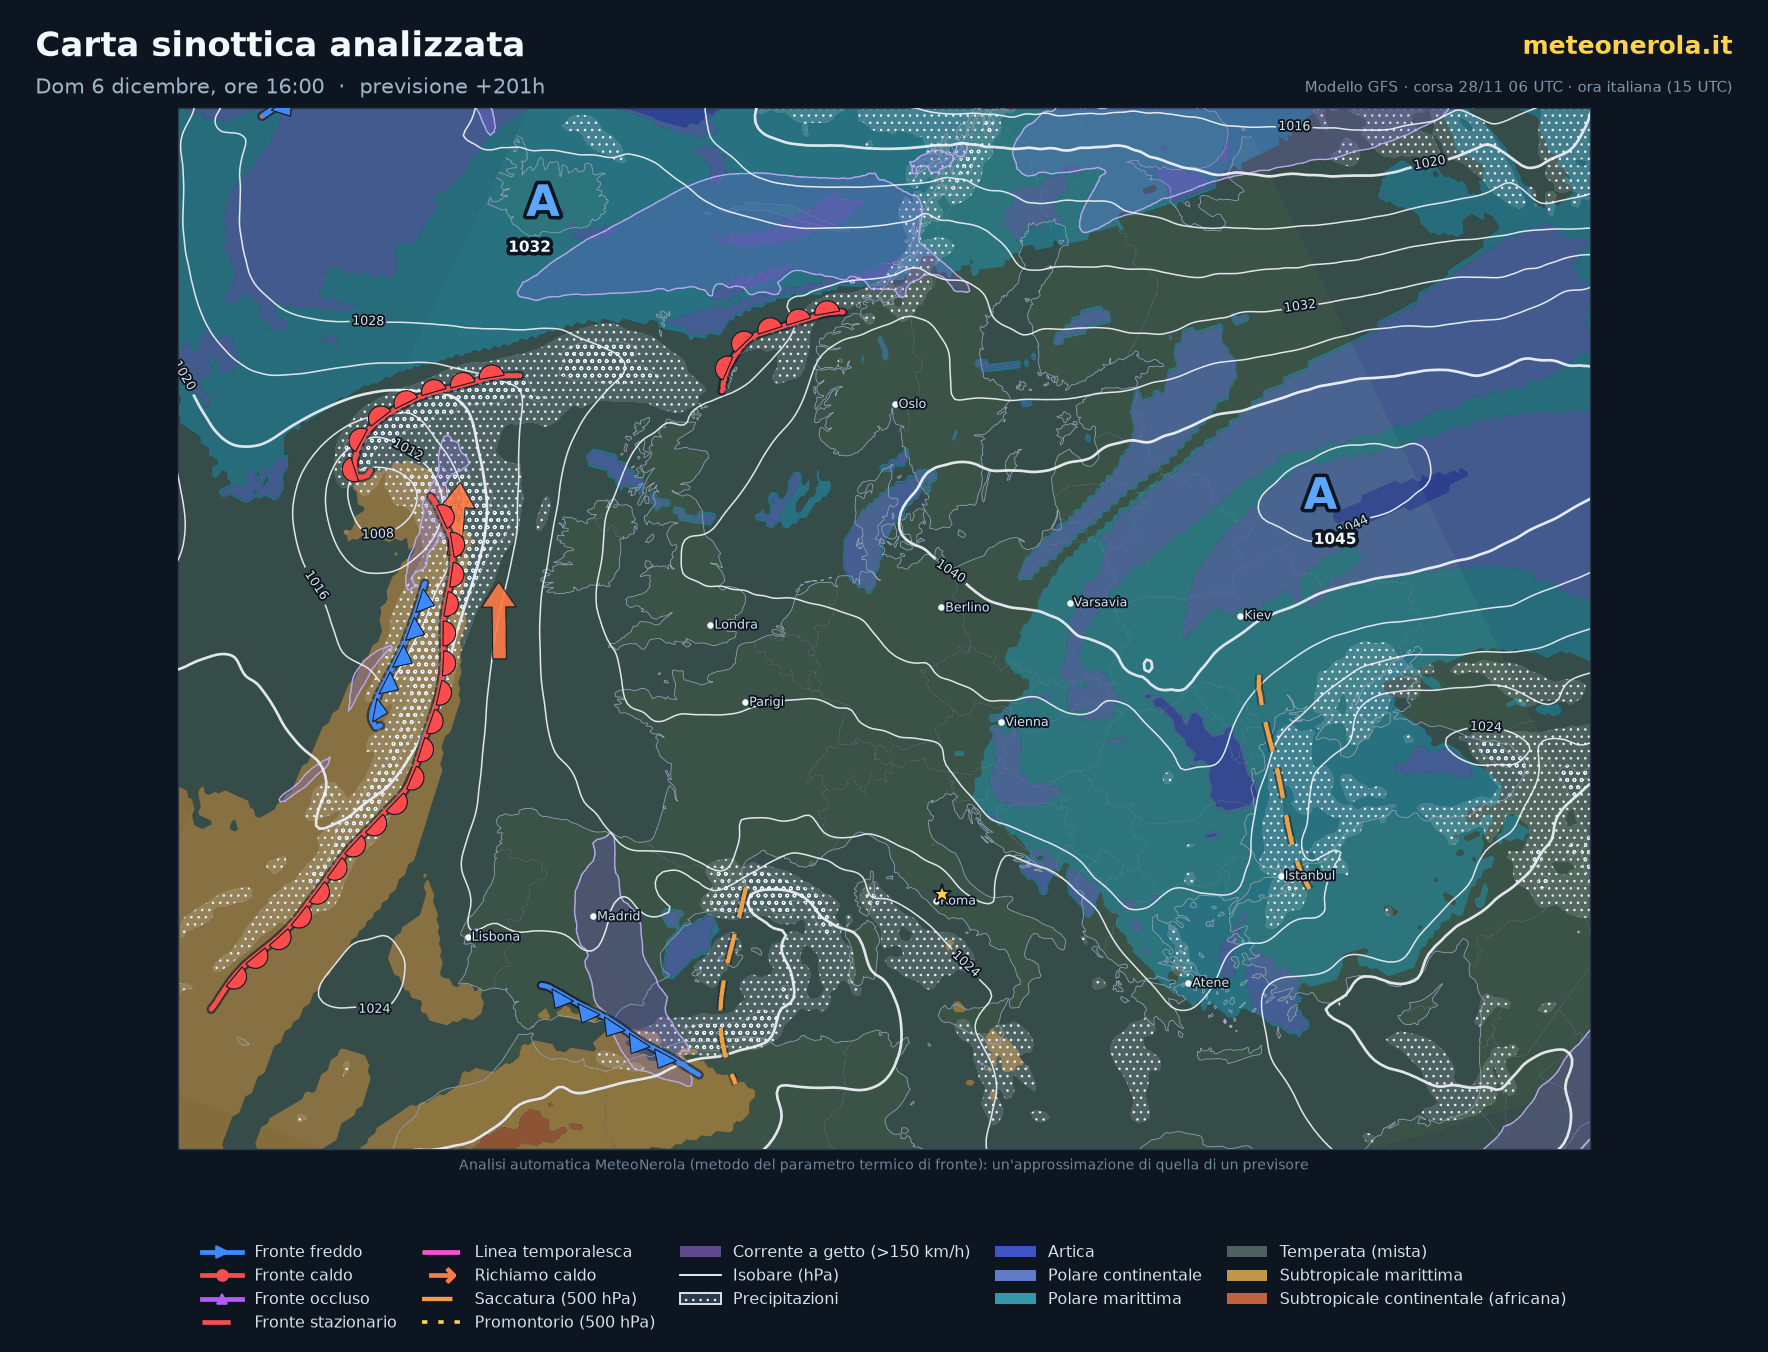 Carta sinottica analizzata
meteonerola.it
Dom 6 dicembre, ore 16:00 · previsione +201h
Modello GFS · corsa 28/11 06 UTC · ora italiana (15 UTC)
1016
1020
A
1032
1032
1028
1020
Oslo
1012
A
1008
1044
1045
1040
1016
Berlino
Varsavia
Kiev
Londra
0
Parigi
Vienna
1024
Istanbul
Roma
Madrid
Lisbona
1024
Atene
1024
Analisi automatica MeteoNerola (metodo del parametro termico di fronte): un'approssimazione di quella di un previsore
Fronte freddo
Fronte caldo
Fronte occluso
Fronte stazionario
Linea temporalesca
Richiamo caldo
Saccatura (500 hPa)
Promontorio (500 hPa)
Corrente a getto (>150 km/h)
Isobare (hPa)
Precipitazioni
Artica
Polare continentale
Polare marittima
Temperata (mista)
Subtropicale marittima
Subtropicale continentale (africana)